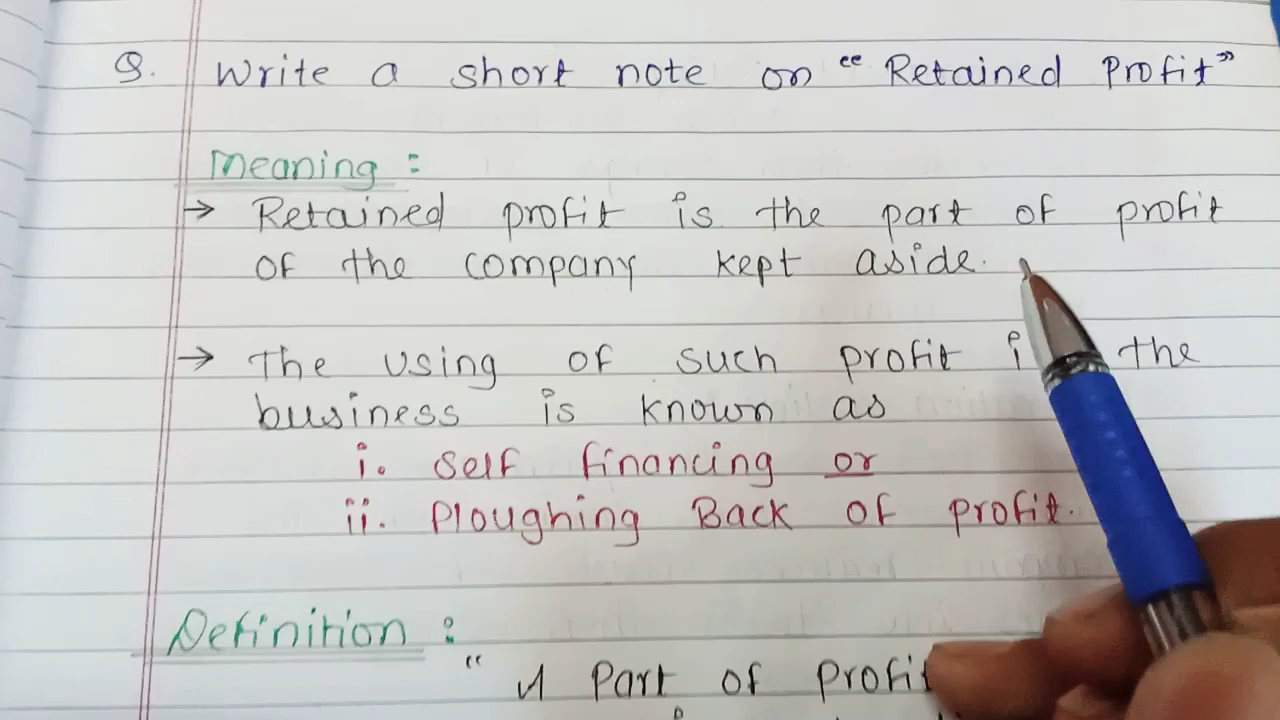 Q. Write a short note on "Retained Profit"
Meaning :
→ Retained profit is the part of profit
of the company kept aside.
→ The using of such profit the
business is known as
i. Self financing or
ii. Ploughing Back of profit.
Definition :
"A Part of profit